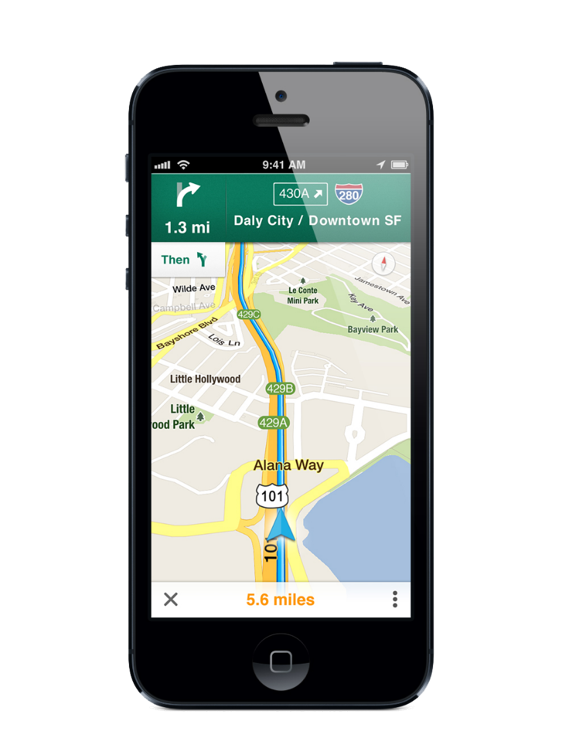 9:41 AM
430A
280
1.3 mi
Daly City / Downtown SF
Then
Wilde Ave
Le Conte
Mini Park
Jamestown Ave
Campbell Ave
Key Ave
429C
Bayshore Blvd
Bayview Park
Lois Ln
Little Hollywood
429B
Little
ood Park
429A
Alana Way
101
10
5.6 miles